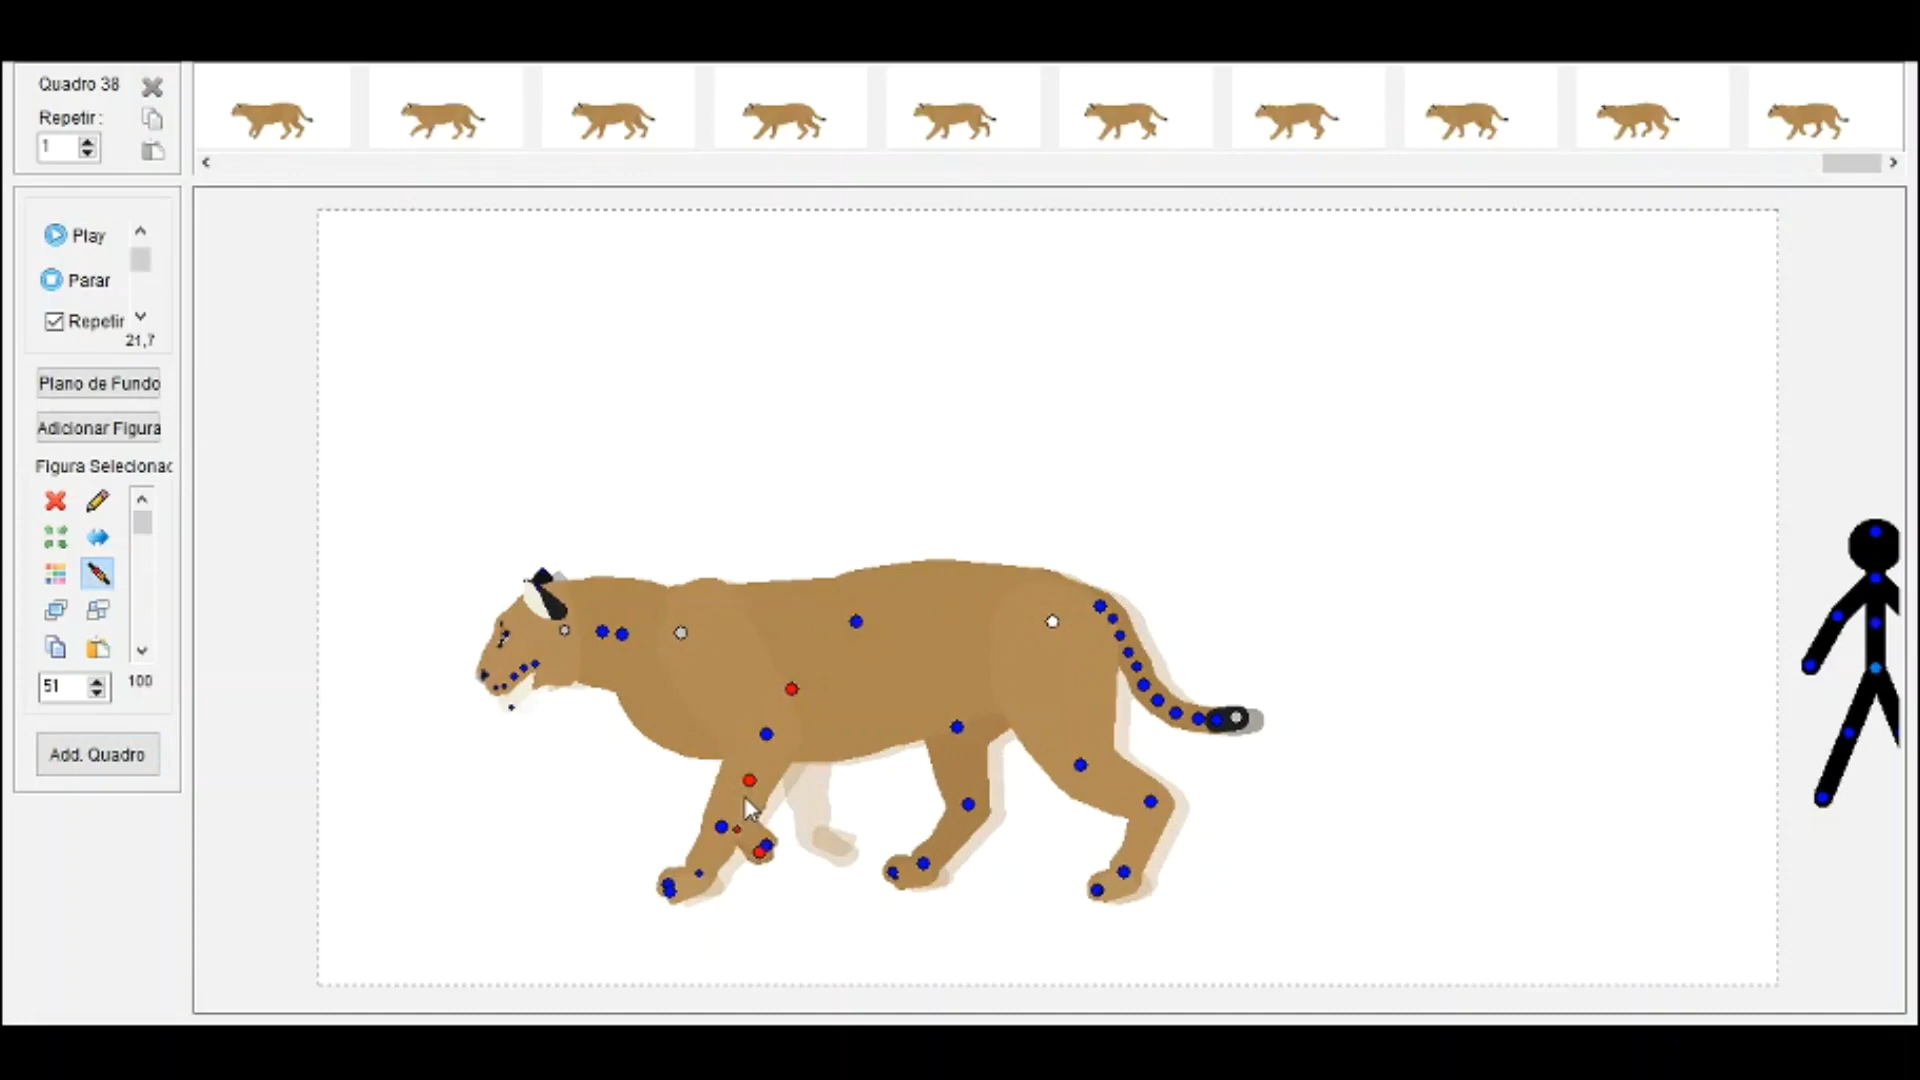 Quadro 38
Repetir:
1
Play
Parar
Repetir
21,7
Plano de Fundo
Adicionar Figura
Figura Selecionac
51
100
Add. Quadro